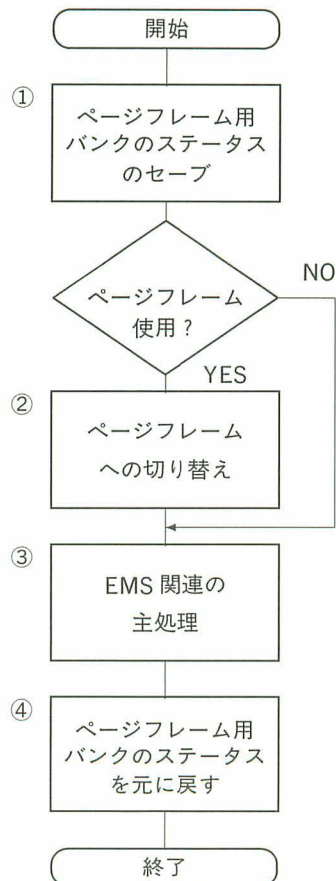 開始
①
ページフレーム用
バンクのステータス
のセーブ
ページフレーム
使用？
NO
YES
②
ページフレーム
への切り替え
③
EMS関連の
主処理
④
ページフレーム用
バンクのステータス
を元に戻す
終了